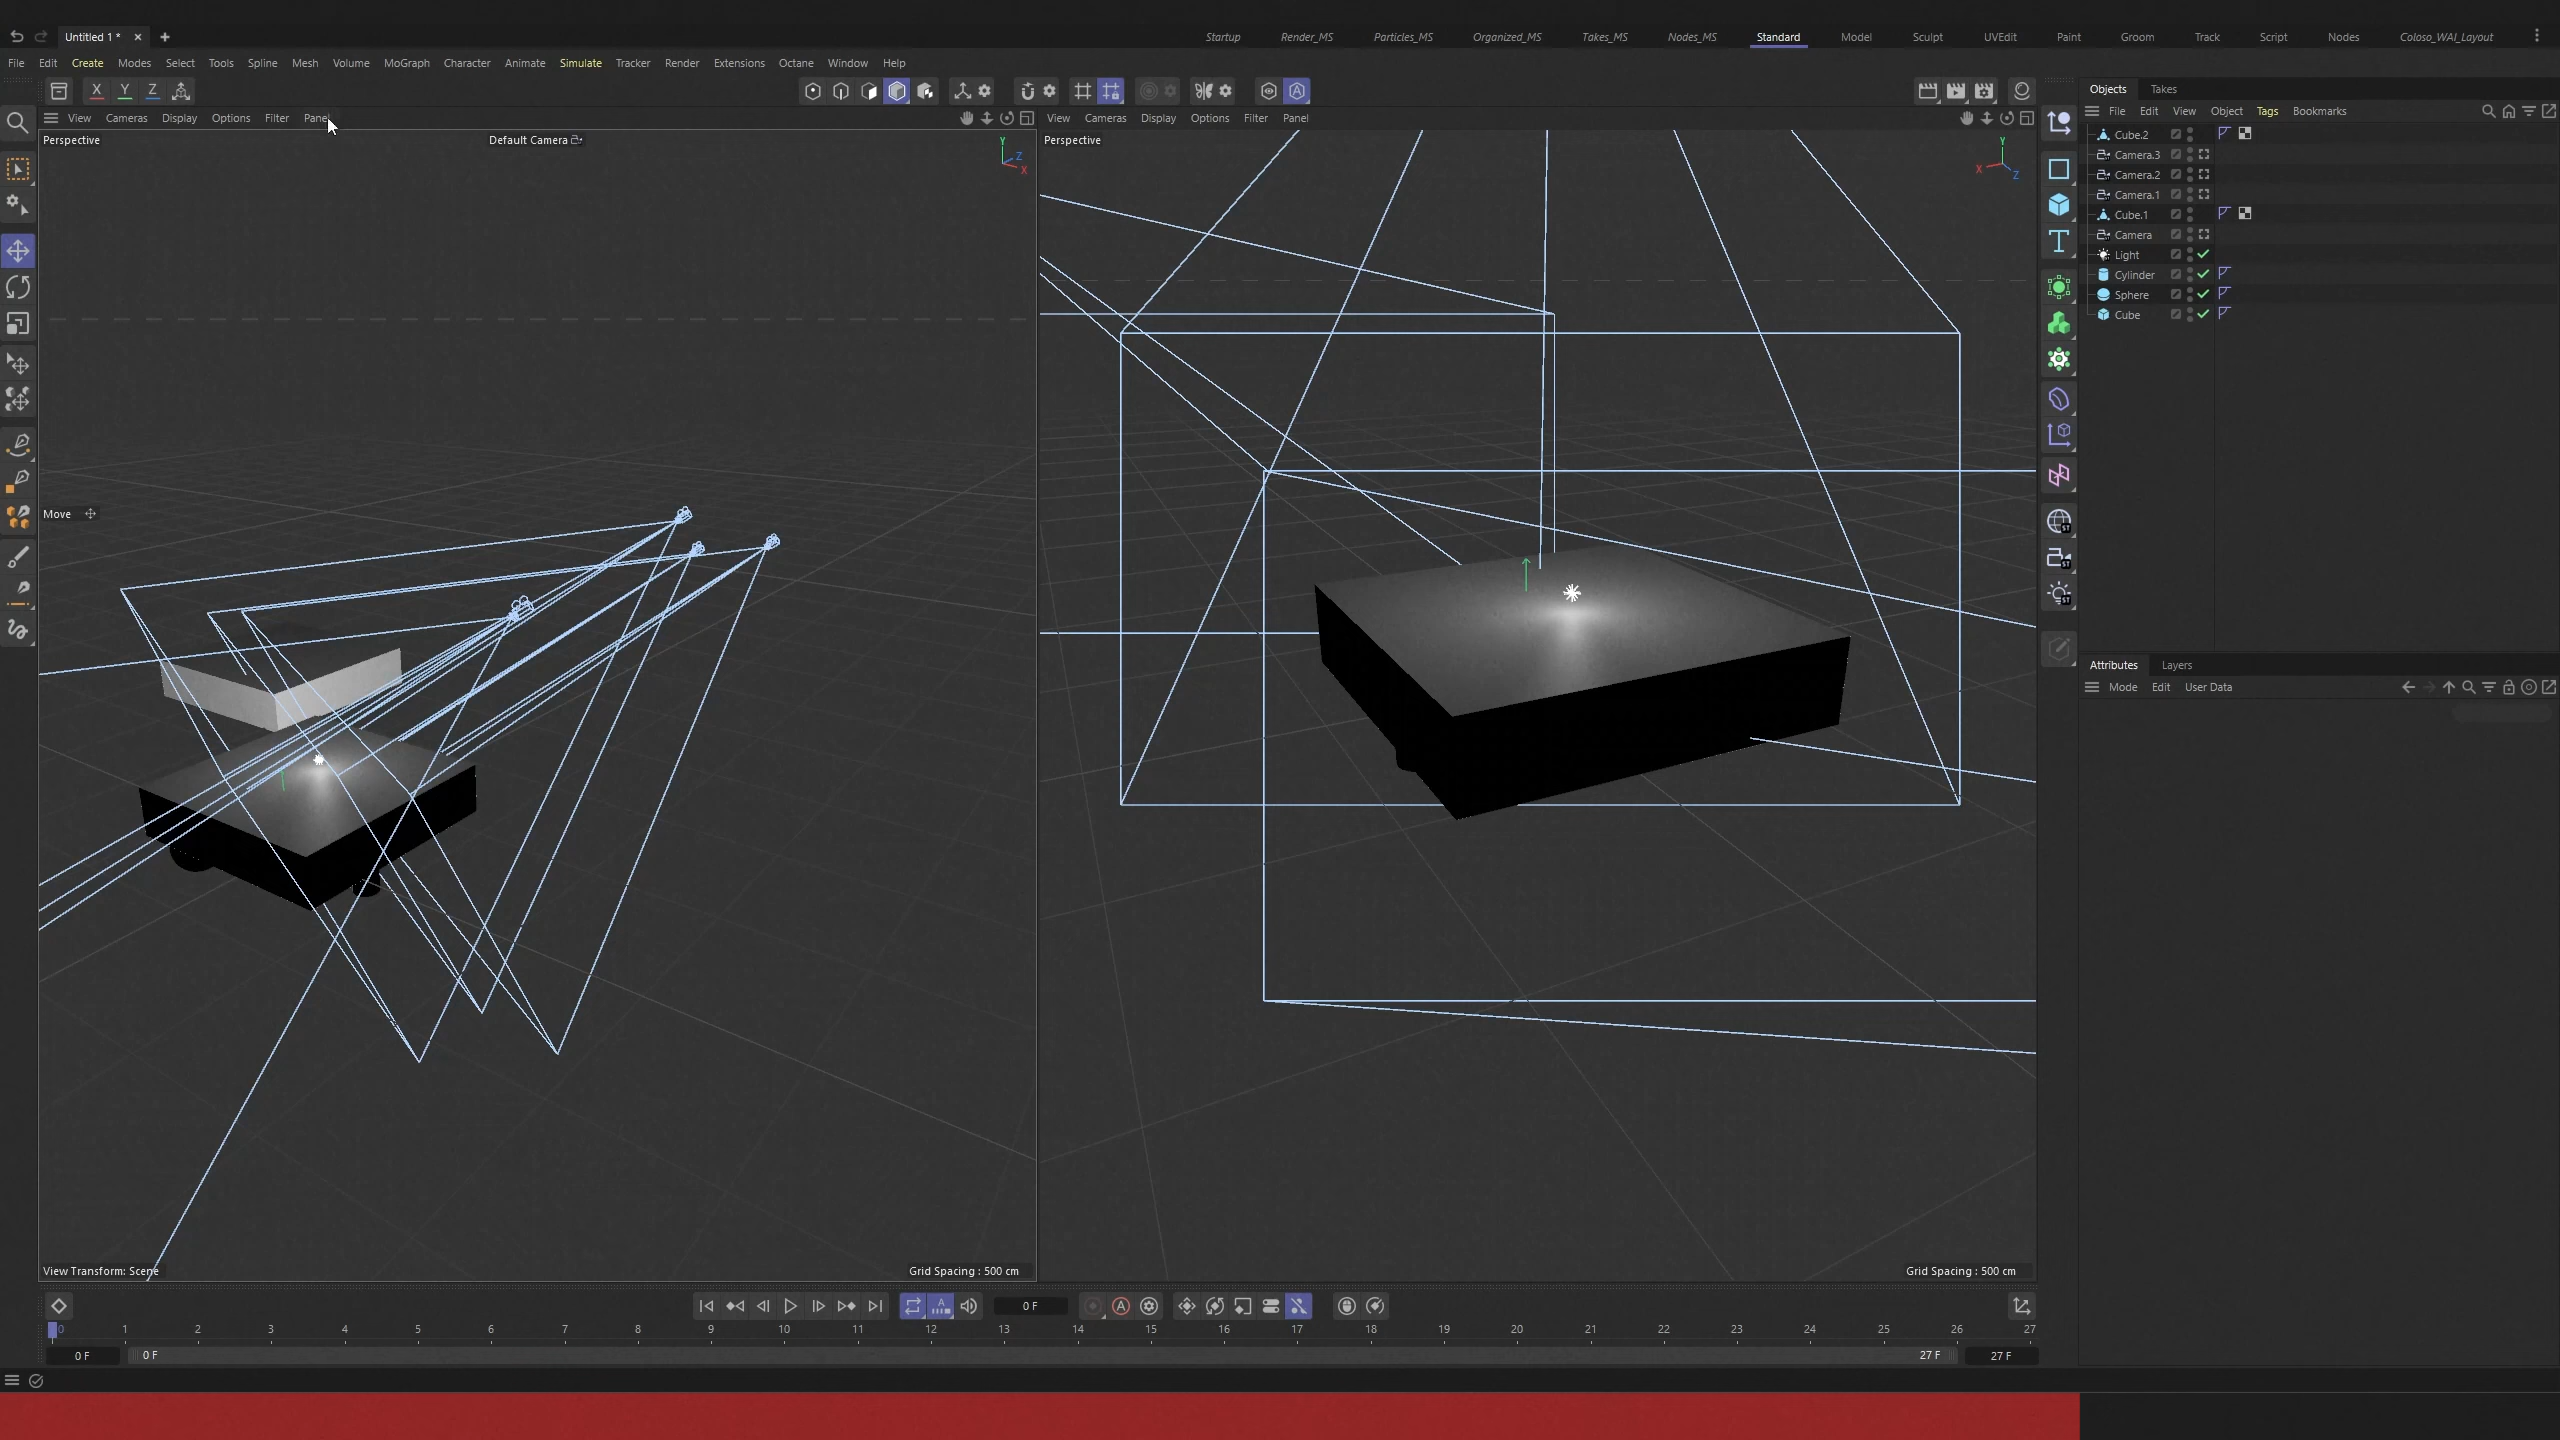 Untitled 1 *
Startup Render_MS Particles_MS Organized_MS Takes_MS Nodes_MS Standard Model Sculpt UVEdit Paint Groom Track Script Nodes Coloso_WAI_Layout
File Edit Create Modes Select Tools Spline Mesh Volume MoGraph Character Animate Simulate Tracker Render Extensions Octane Window Help
X Y Z
View Cameras Display Options Filter Panel
View Cameras Display Options Filter Panel
Perspective
Default Camera
Y
Z
X
Perspective
Y
X
Z
Move
View Transform: Scene
Grid Spacing : 500 cm
Grid Spacing : 500 cm
Objects Takes
File Edit View Object Tags Bookmarks
Cube.2
Camera.3
Camera.2
Camera.1
Cube.1
Camera
Light
Cylinder
Sphere
Cube
Attributes Layers
Mode Edit User Data
0 F
0 1 2 3 4 5 6 7 8 9 10 11 12 13 14 15 16 17 18 19 20 21 22 23 24 25 26 27
0 F 0 F 27 F 27 F